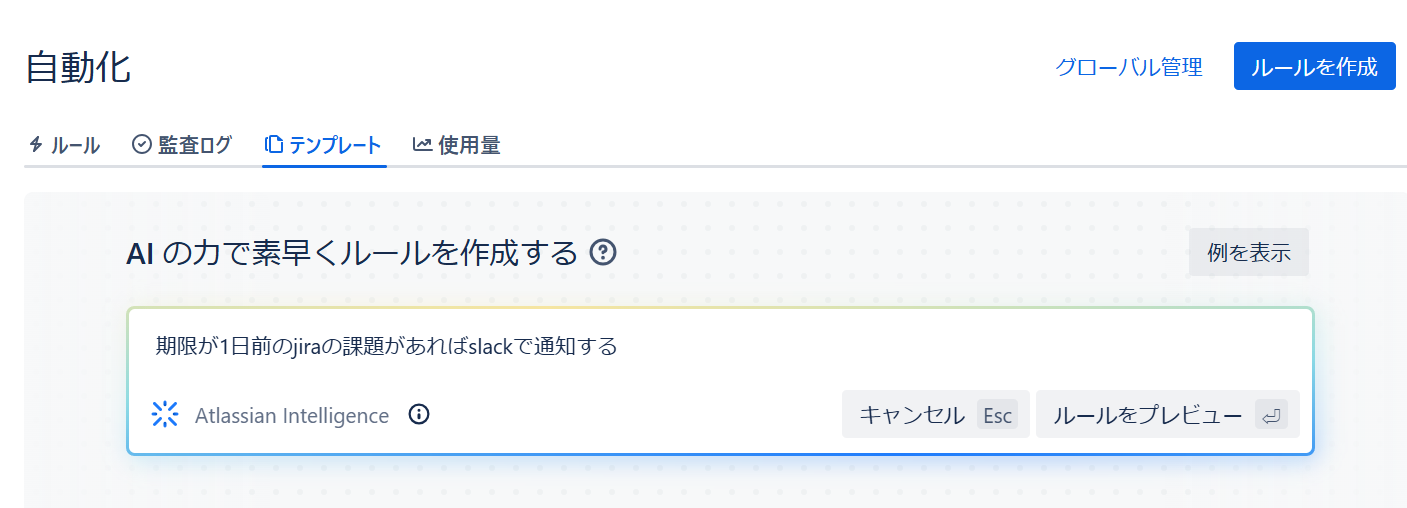 自動化
グローバル管理
ルールを作成
ルール 監査ログ テンプレート 使用量
AI の力で素早くルールを作成する
例を表示
期限が1日前のjiraの課題があればslackで通知する
Atlassian Intelligence
キャンセル Esc
ルールをプレビュー